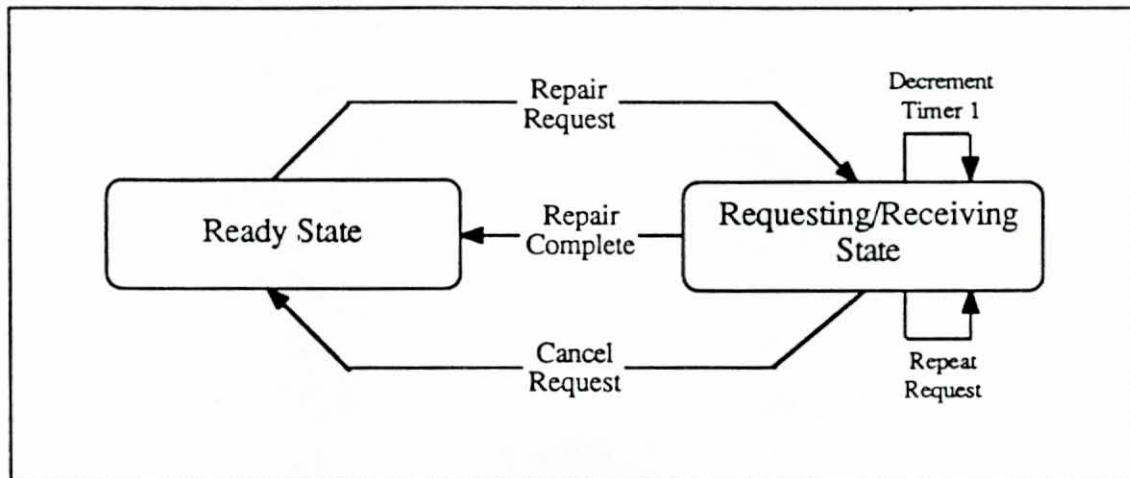 Repair
Request
Decrement
Timer 1
Ready State
Repair
Complete
Requesting/Receiving
State
Cancel
Request
Repeat
Request